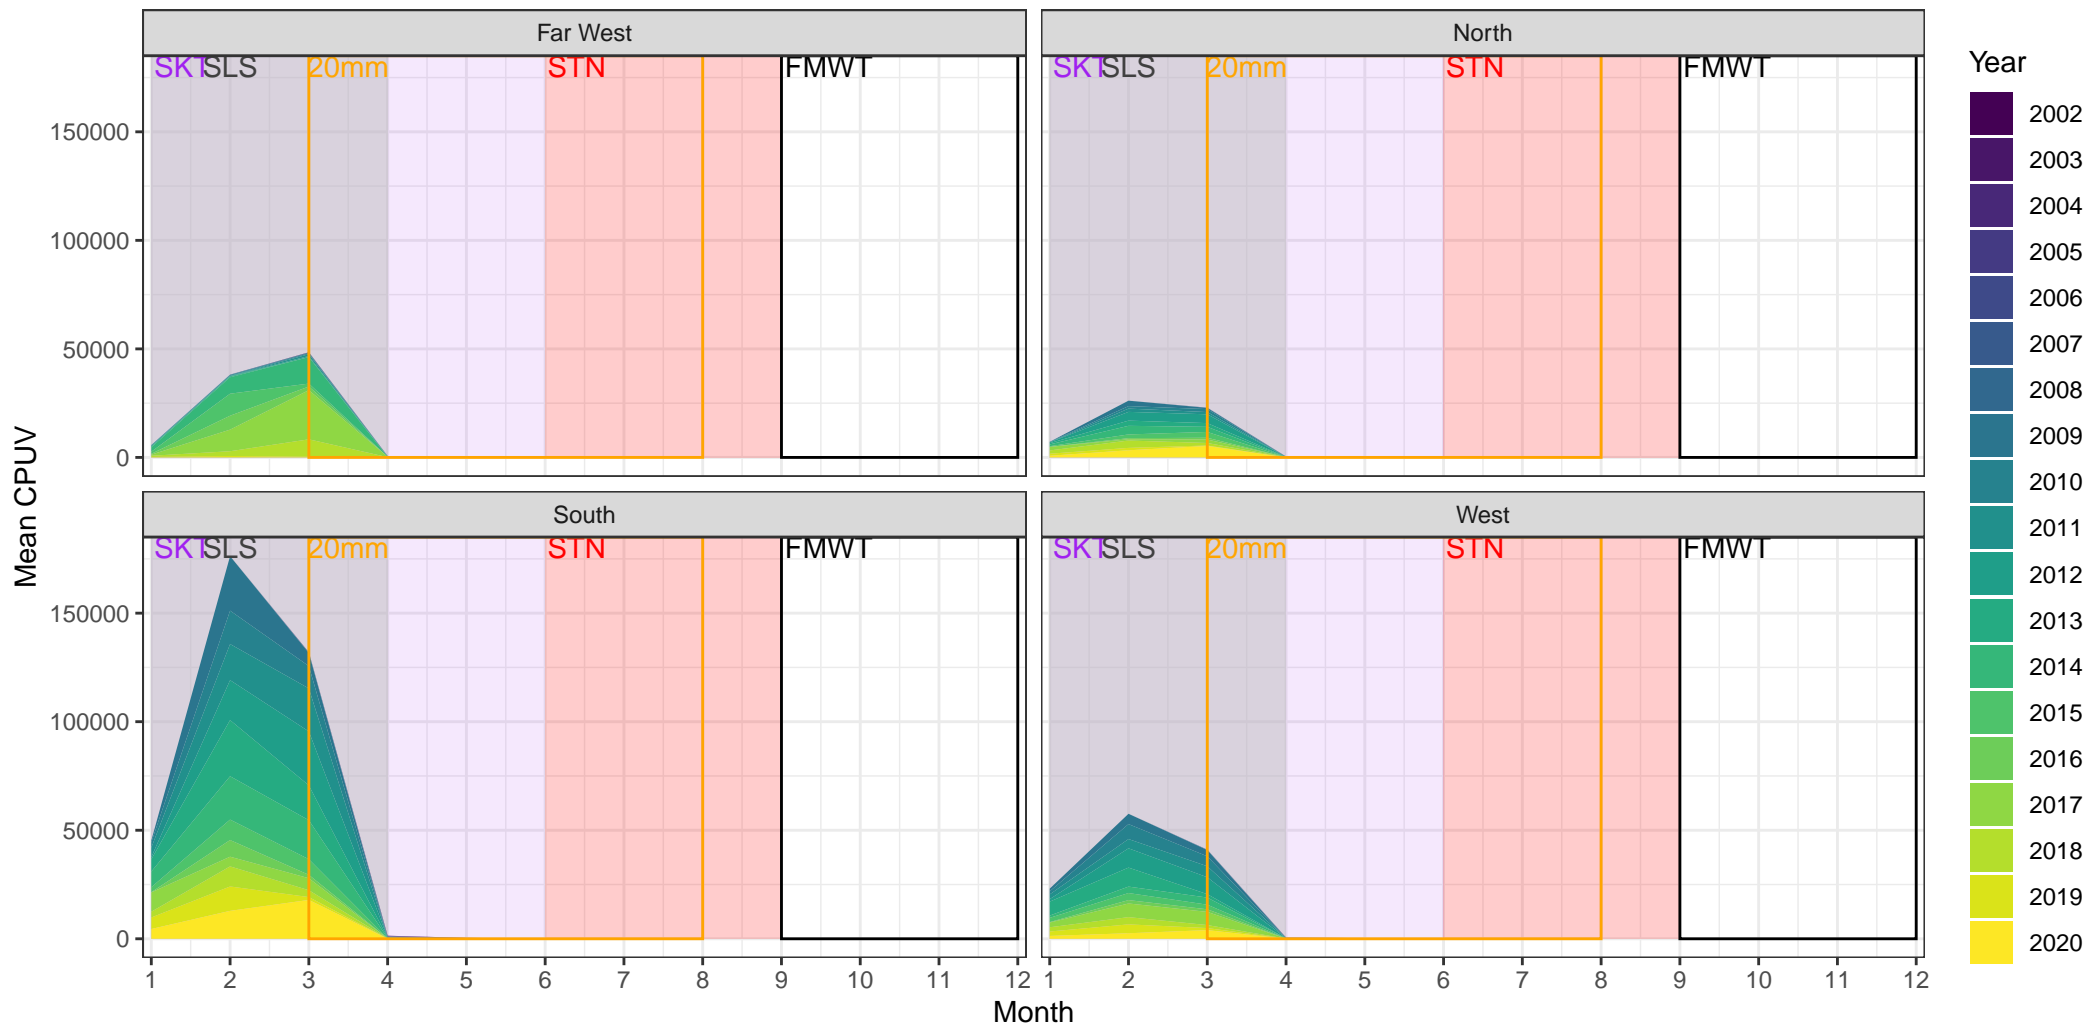 Far West
North
SKT SLS 20mm STN FMWT
SKT SLS 20mm STN FMWT
150000
100000
50000
0
South
West
SKT SLS 20mm STN FMWT
SKT SLS 20mm STN FMWT
150000
100000
50000
0
1 2 3 4 5 6 7 8 9 10 11 12
1 2 3 4 5 6 7 8 9 10 11 12
Month
Mean CPUV
Year
2002
2003
2004
2005
2006
2007
2008
2009
2010
2011
2012
2013
2014
2015
2016
2017
2018
2019
2020